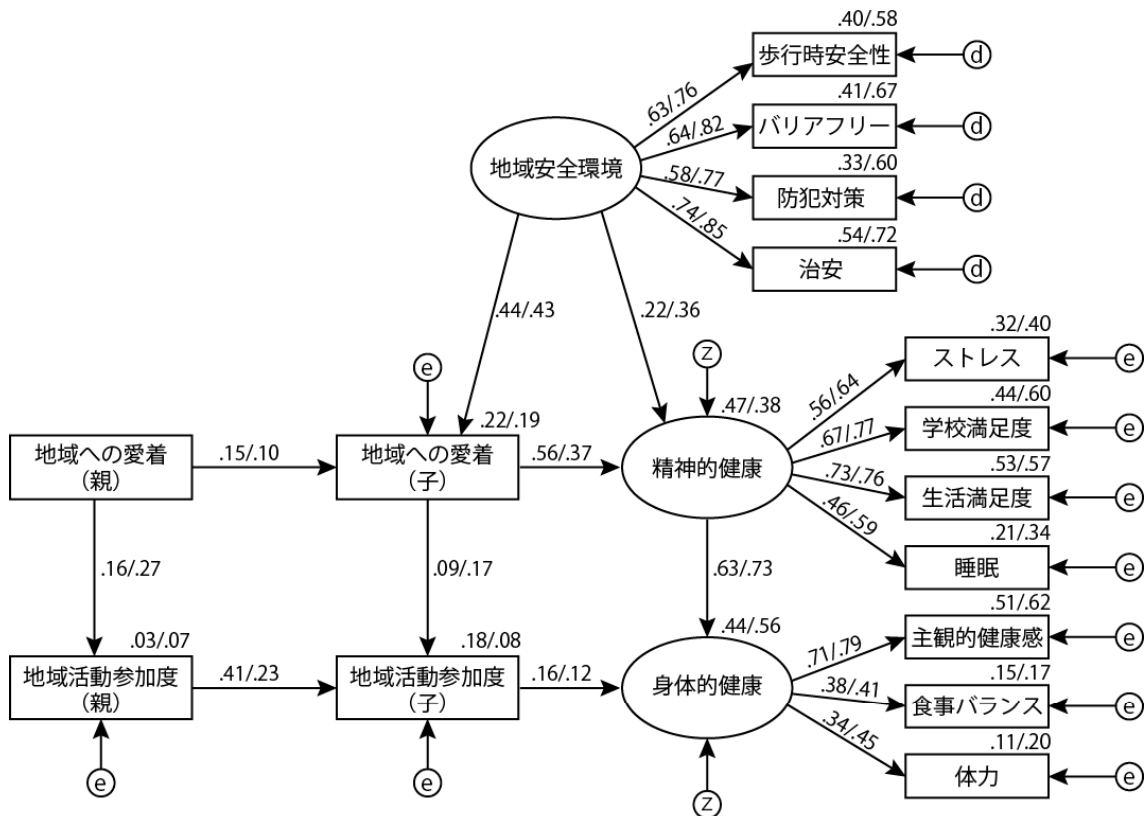 .40/.58
歩行時安全性
d
.63/.76
.41/.67
バリアフリー
d
.64/.82
地域安全環境
.33/.60
防犯対策
d
.58/.77
.54/.72
治安
d
.74/.85
.44/.43
.22/.36
.32/.40
ストレス
e
.56/.64
e
z
.22/.19
.47/.38
.44/.60
学校満足度
e
.67/.77
地域への愛着
(親)
.15/.10
地域への愛着
(子)
.56/.37
精神的健康
.53/.57
生活満足度
e
.73/.76
.21/.34
睡眠
e
.46/.59
.16/.27
.09/.17
.63/.73
.03/.07
.18/.08
.44/.56
.51/.62
主観的健康感
e
.71/.79
地域活動参加度
(親)
.41/.23
地域活動参加度
(子)
.16/.12
身体的健康
.15/.17
食事バランス
e
.38/.41
.11/.20
体力
e
.34/.45
e
e
z